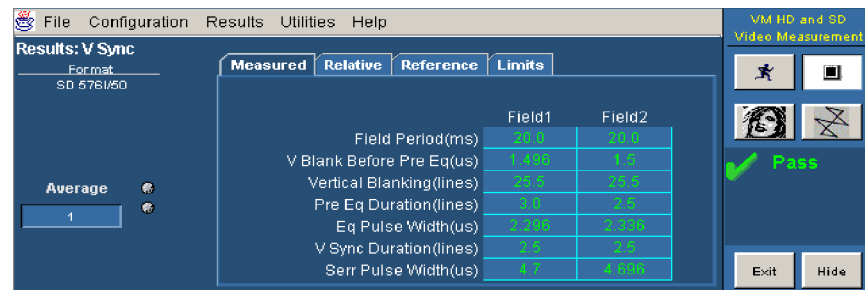 File Configuration Results Utilities Help
VM HD and SD
Video Measurement
Results: V Sync
Format
SD 576I/50
Measured Relative Reference Limits
Field1 Field2
Field Period(ms) 20.0 20.0
V Blank Before Pre Eq(us) 1.496 1.5
Vertical Blanking(lines) 25.5 25.5
Pre Eq Duration(lines) 3.0 2.5
Eq Pulse Width(us) 2.296 2.336
V Sync Duration(lines) 2.5 2.5
Serr Pulse Width(us) 4.7 4.696
Average
1
Pass
Exit Hide